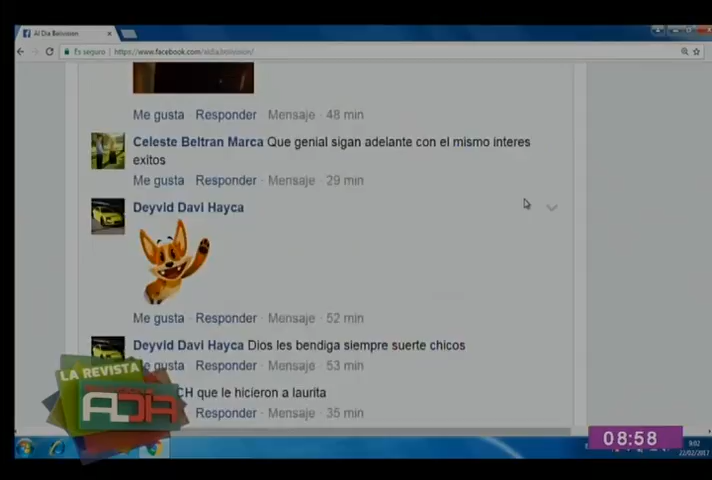 Al Dia Bolivision
Es seguro | https://www.facebook.com/aldia.bolivision/
Me gusta · Responder · Mensaje · 48 min
Celeste Beltran Marca Que genial sigan adelante con el mismo interes
exitos
Me gusta · Responder · Mensaje · 29 min
Deyvid Davi Hayca
Me gusta · Responder · Mensaje · 52 min
Deyvid Davi Hayca Dios les bendiga siempre suerte chicos
gusta · Responder · Mensaje · 53 min
CH que le hicieron a laurita
Responder · Mensaje · 35 min
LA REVISTA
ALDIA
08:58
9:02
22/02/2017